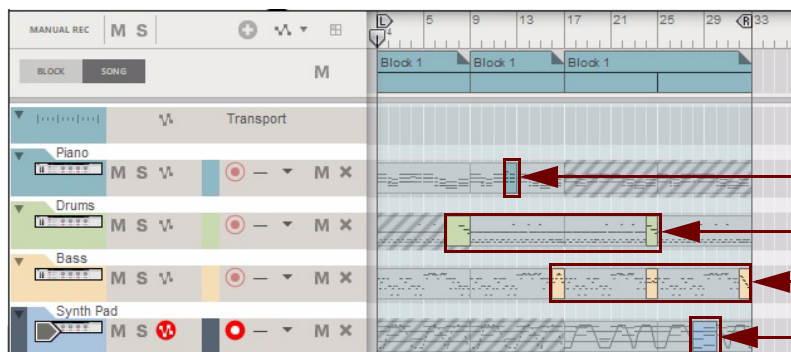 L 5 9 13 17 21 25 29 R 33
MANUAL REC M S
4
Block 1 Block 1 Block 1
BLOCK SONG M
Transport
Piano
M S M
Drums
M S M
Bass
M S M
Synth Pad
M S M